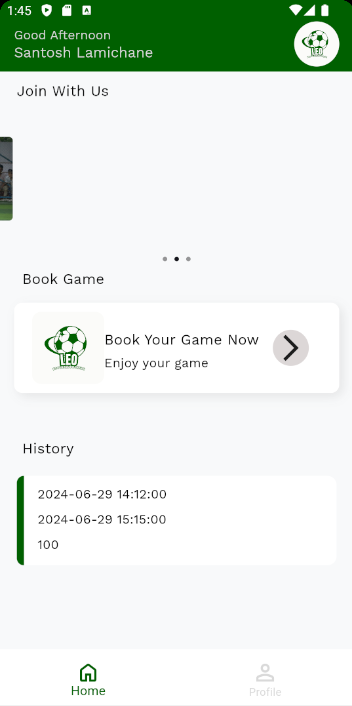 1:45
Good Afternoon
Santosh Lamichane
Join With Us
Book Game
LEO
Book Your Game Now
Enjoy your game
History
2024-06-29 14:12:00
2024-06-29 15:15:00
100
Home
Profile